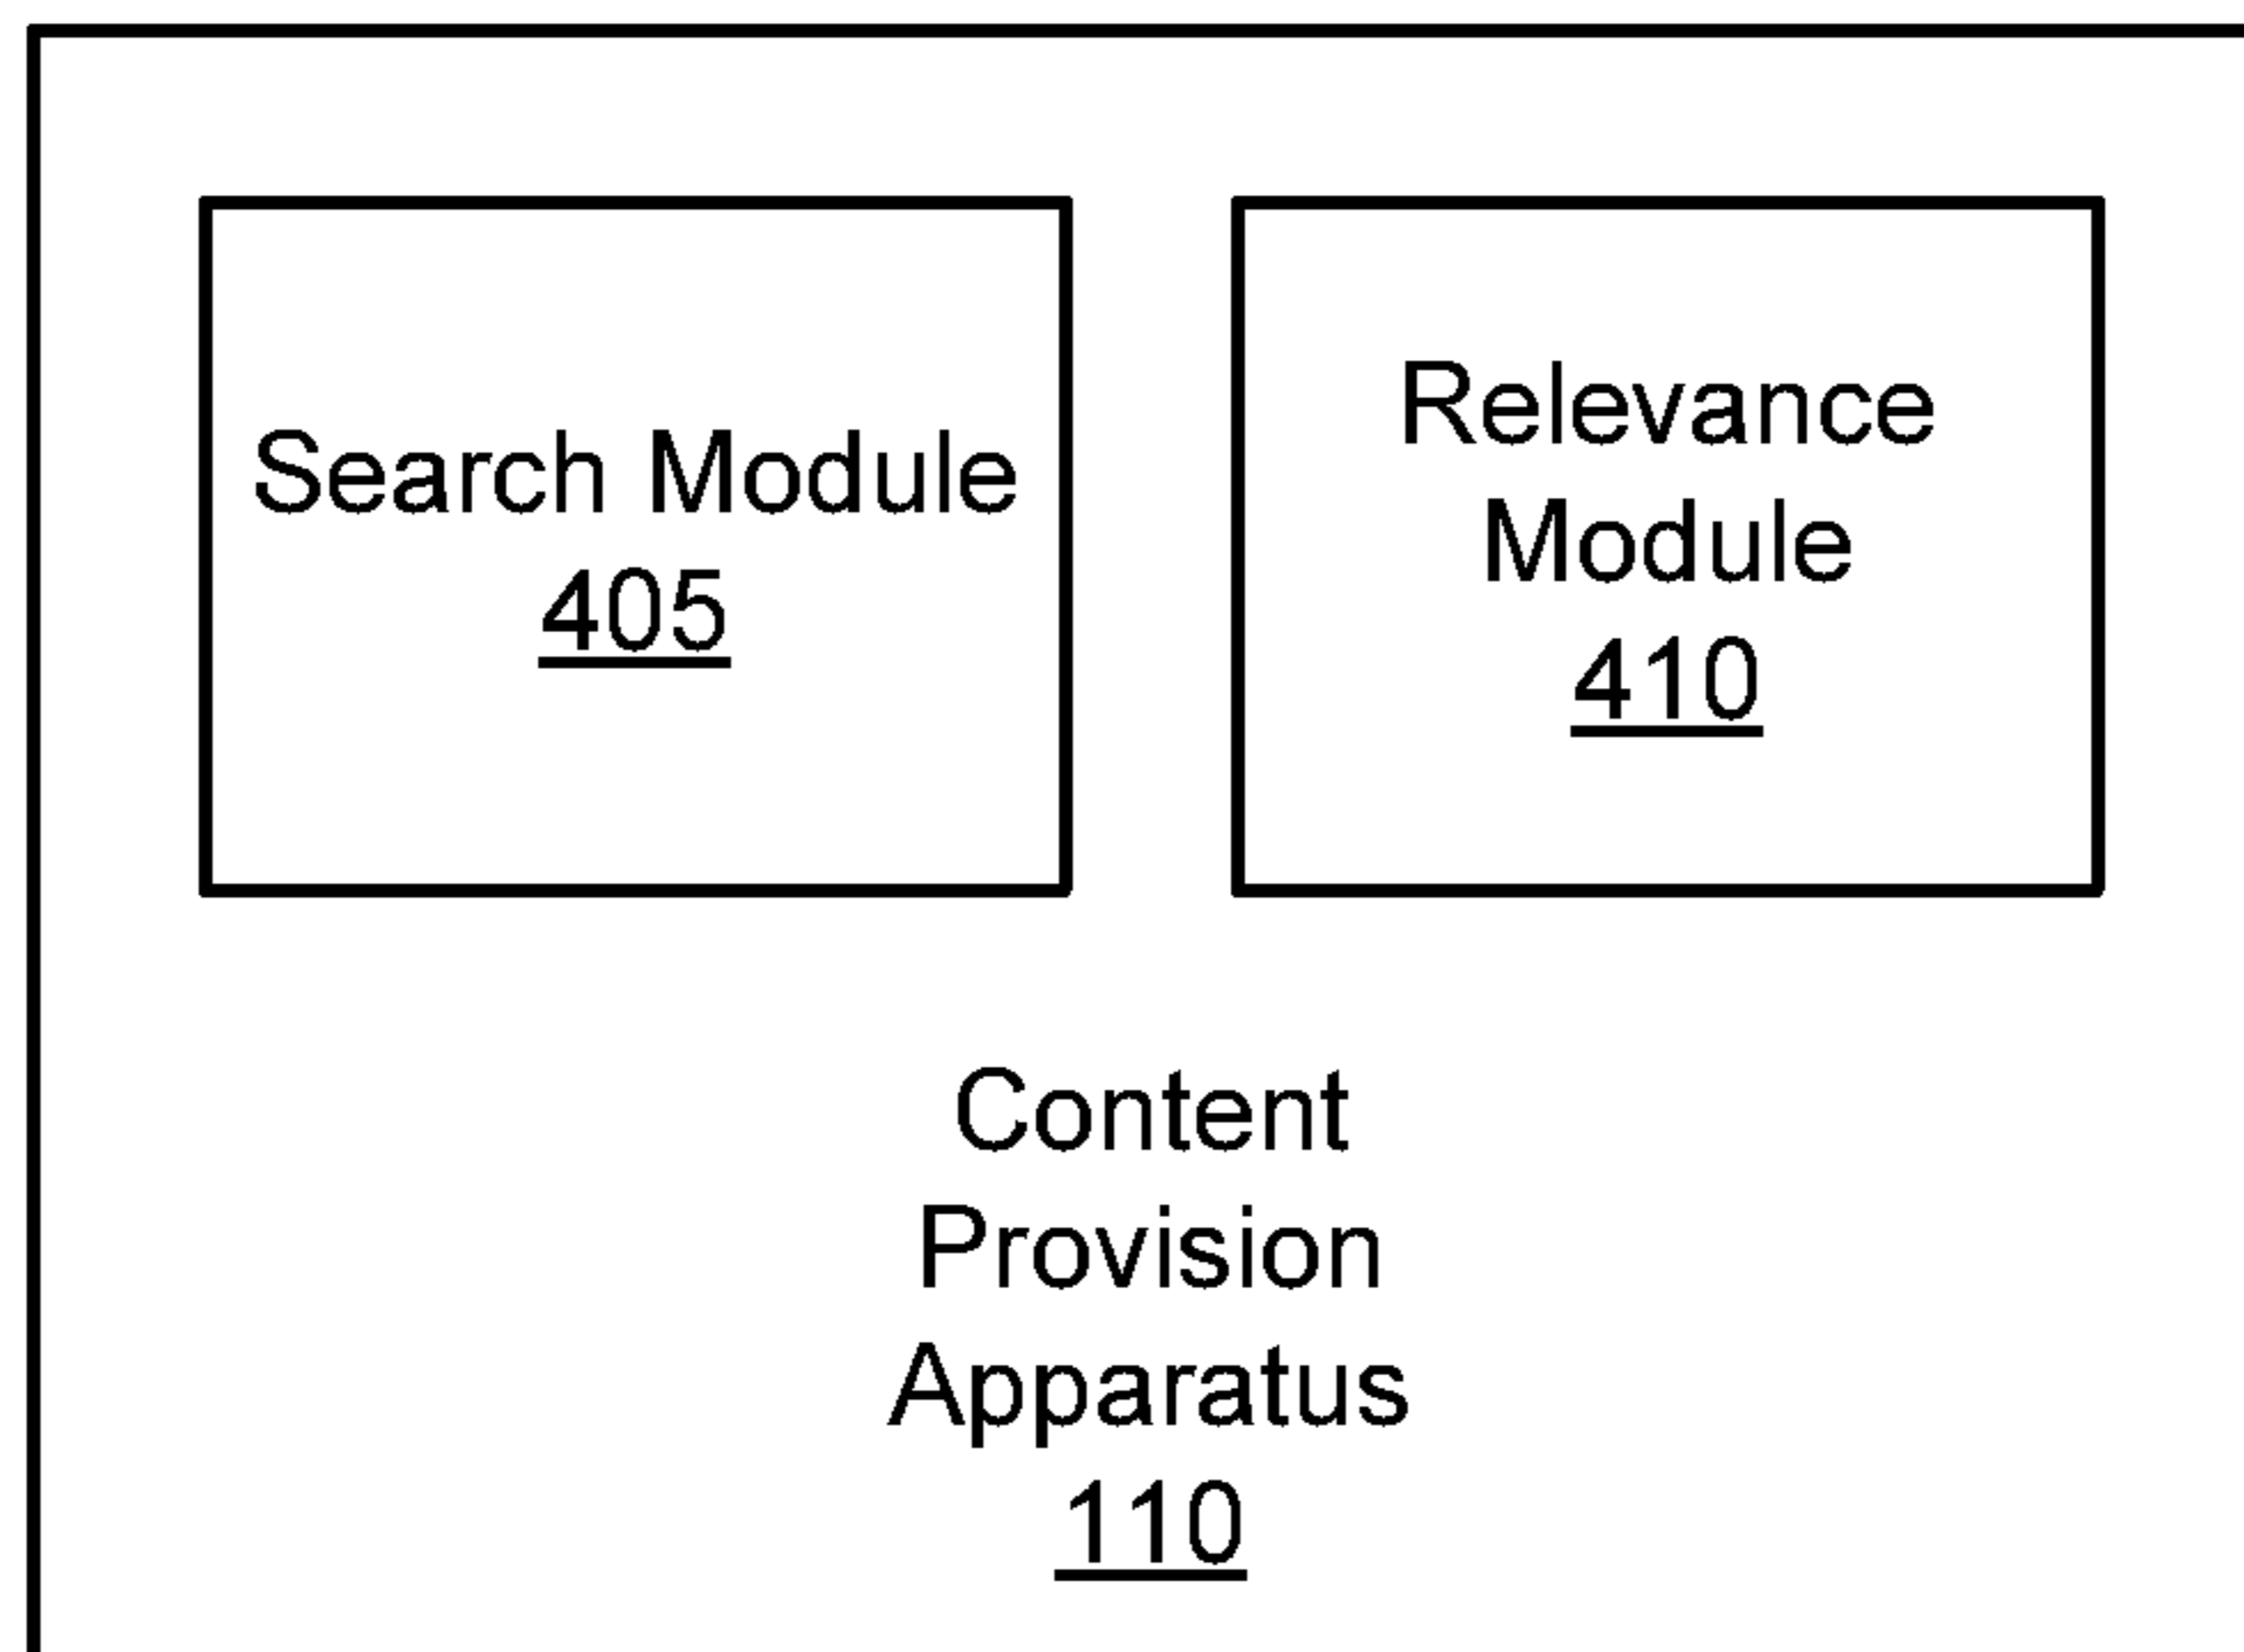 Search Module
405
Relevance
Module
410
Content
Provision
Apparatus
110